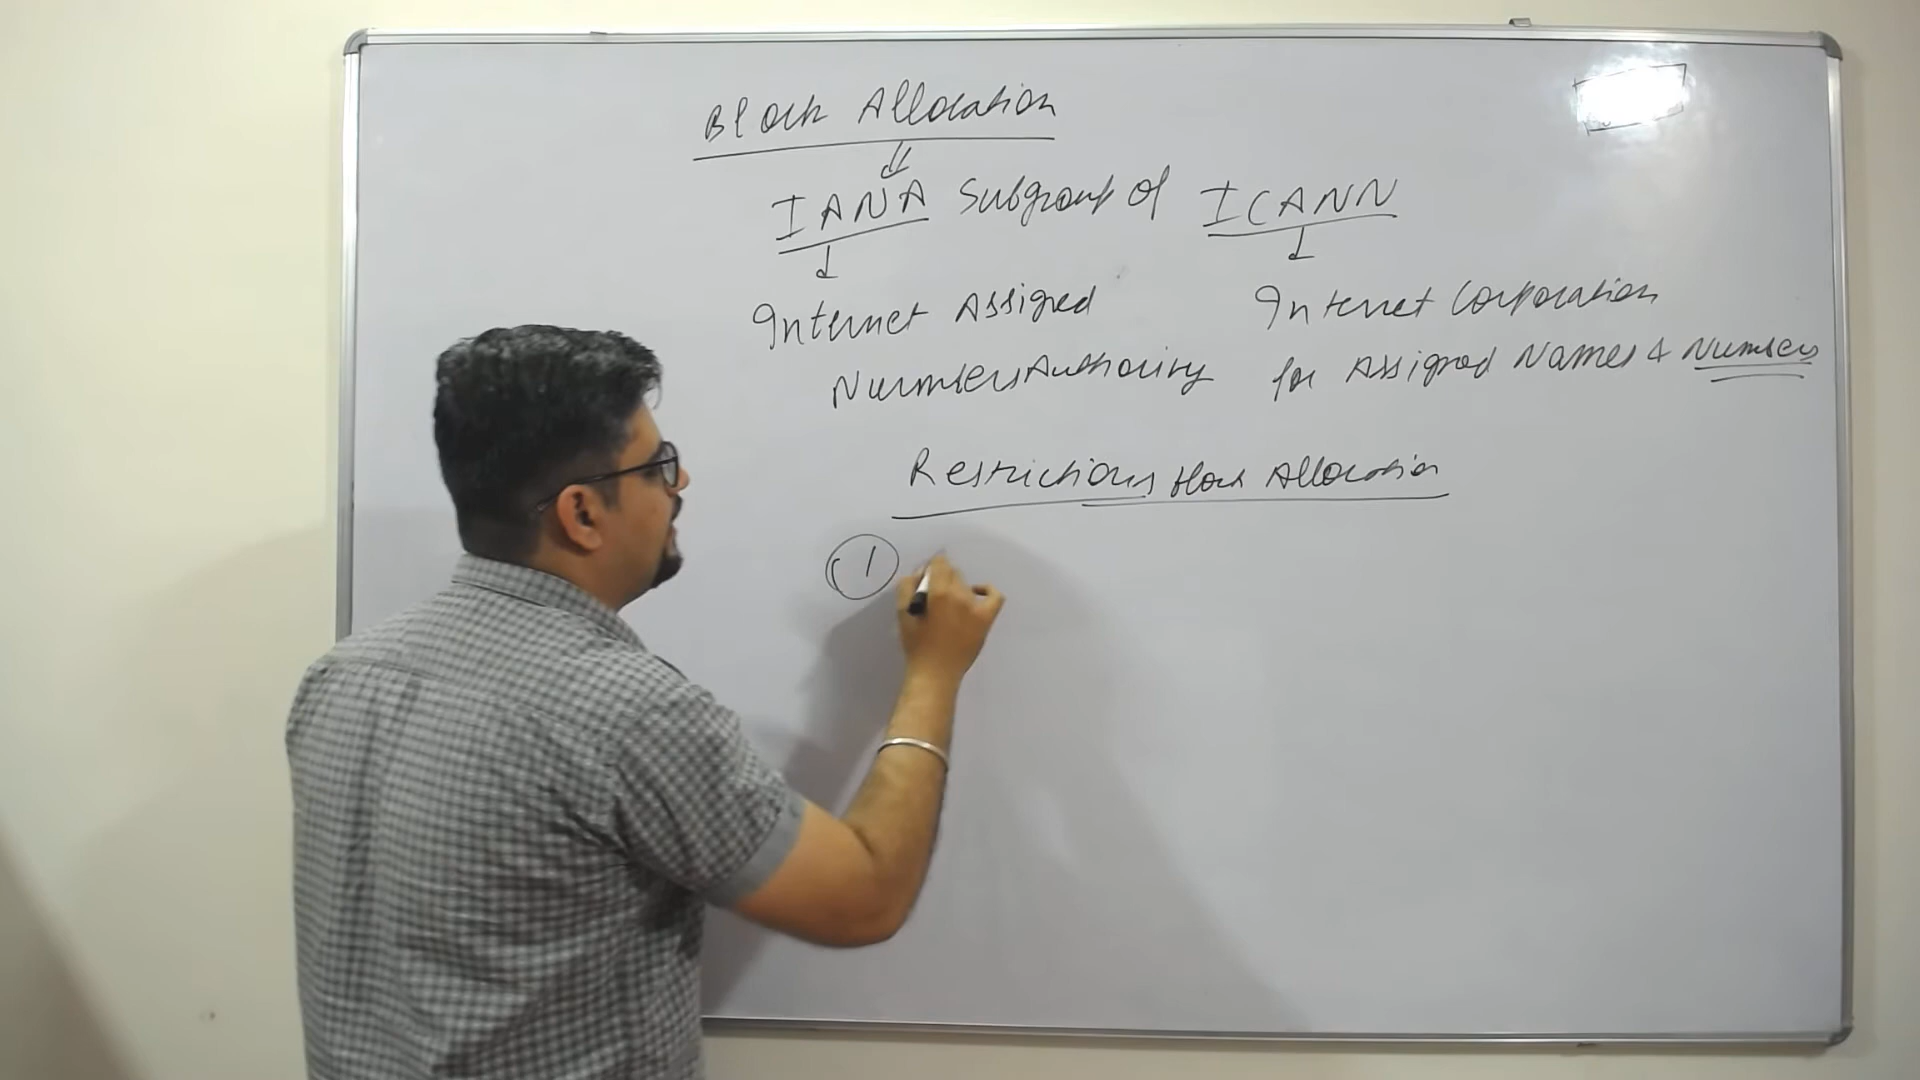 Block Allocation
IANA Subgroup of ICANN
Internet Assigned
Numbers Authority
Internet Corporation
for Assigned Names & Numbers
Restrictions block Allocation
1